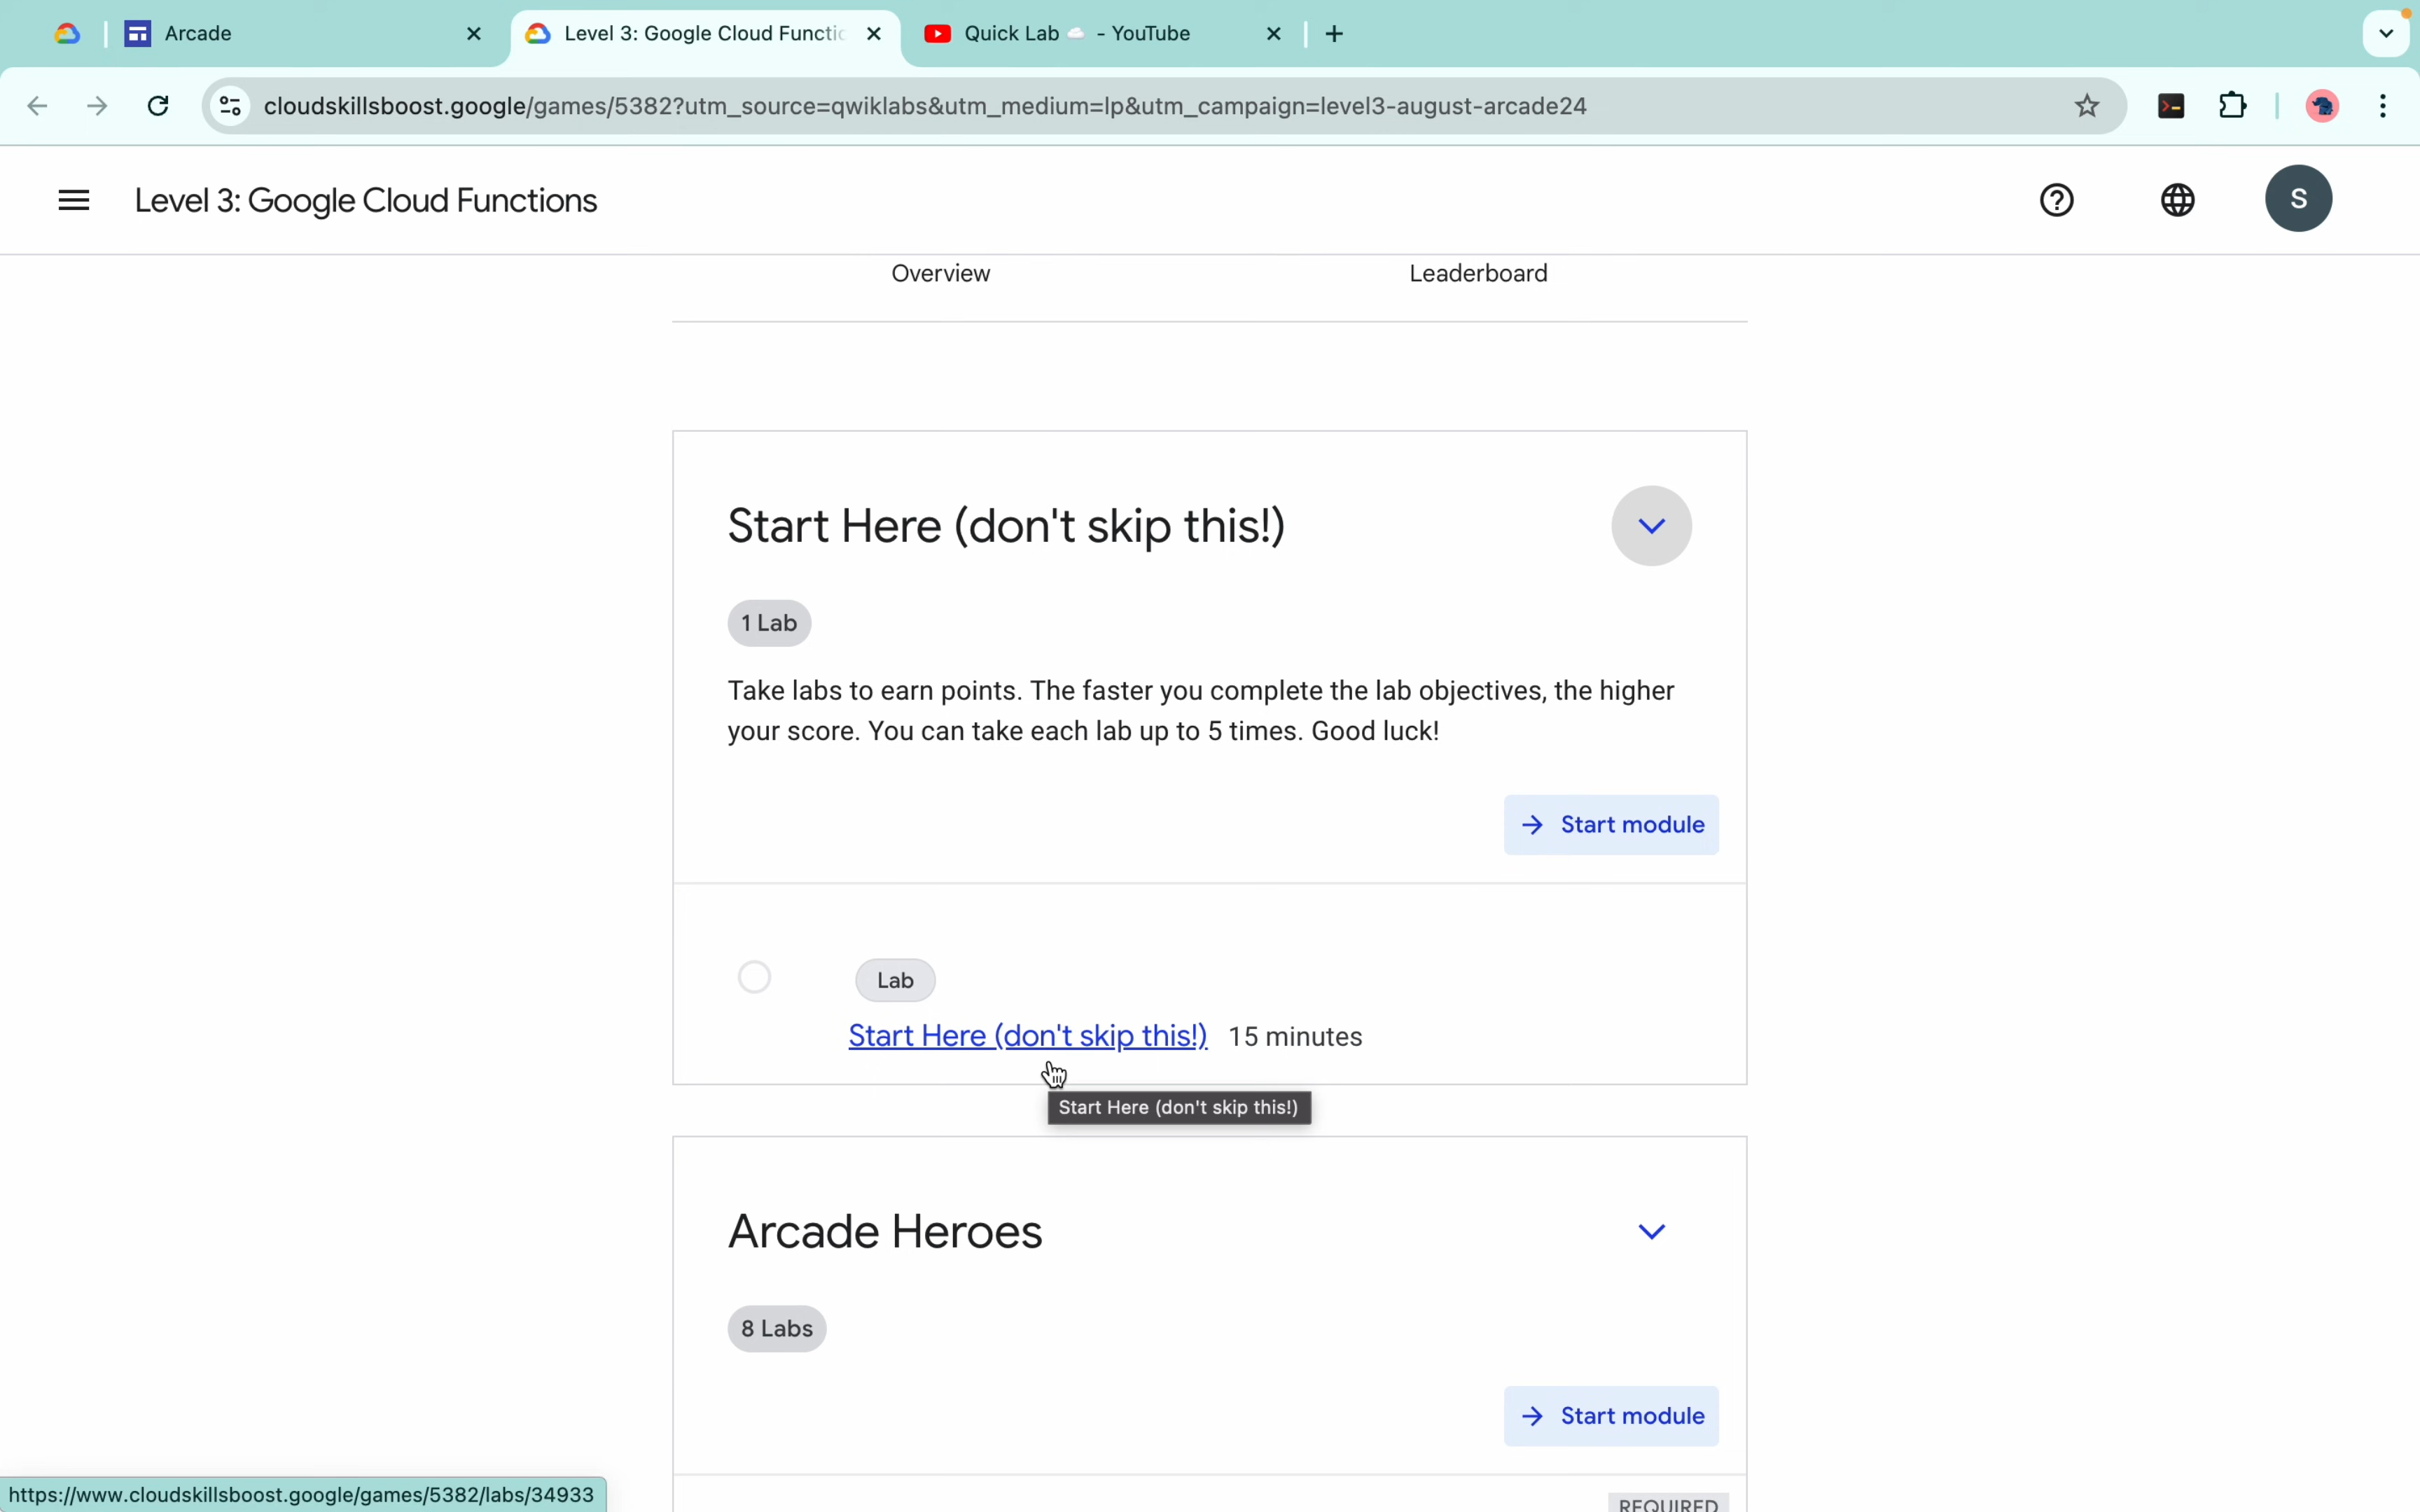 Arcade
Level 3: Google Cloud Functio
Quick Lab ☁️ - YouTube
cloudskillsboost.google/games/5382?utm_source=qwiklabs&utm_medium=lp&utm_campaign=level3-august-arcade24
Level 3: Google Cloud Functions
S
Overview
Leaderboard
Start Here (don't skip this!)
1 Lab
Take labs to earn points. The faster you complete the lab objectives, the higher
your score. You can take each lab up to 5 times. Good luck!
Start module
Lab
Start Here (don't skip this!) 15 minutes
Start Here (don't skip this!)
Arcade Heroes
8 Labs
Start module
https://www.cloudskillsboost.google/games/5382/labs/34933
REQUIRED